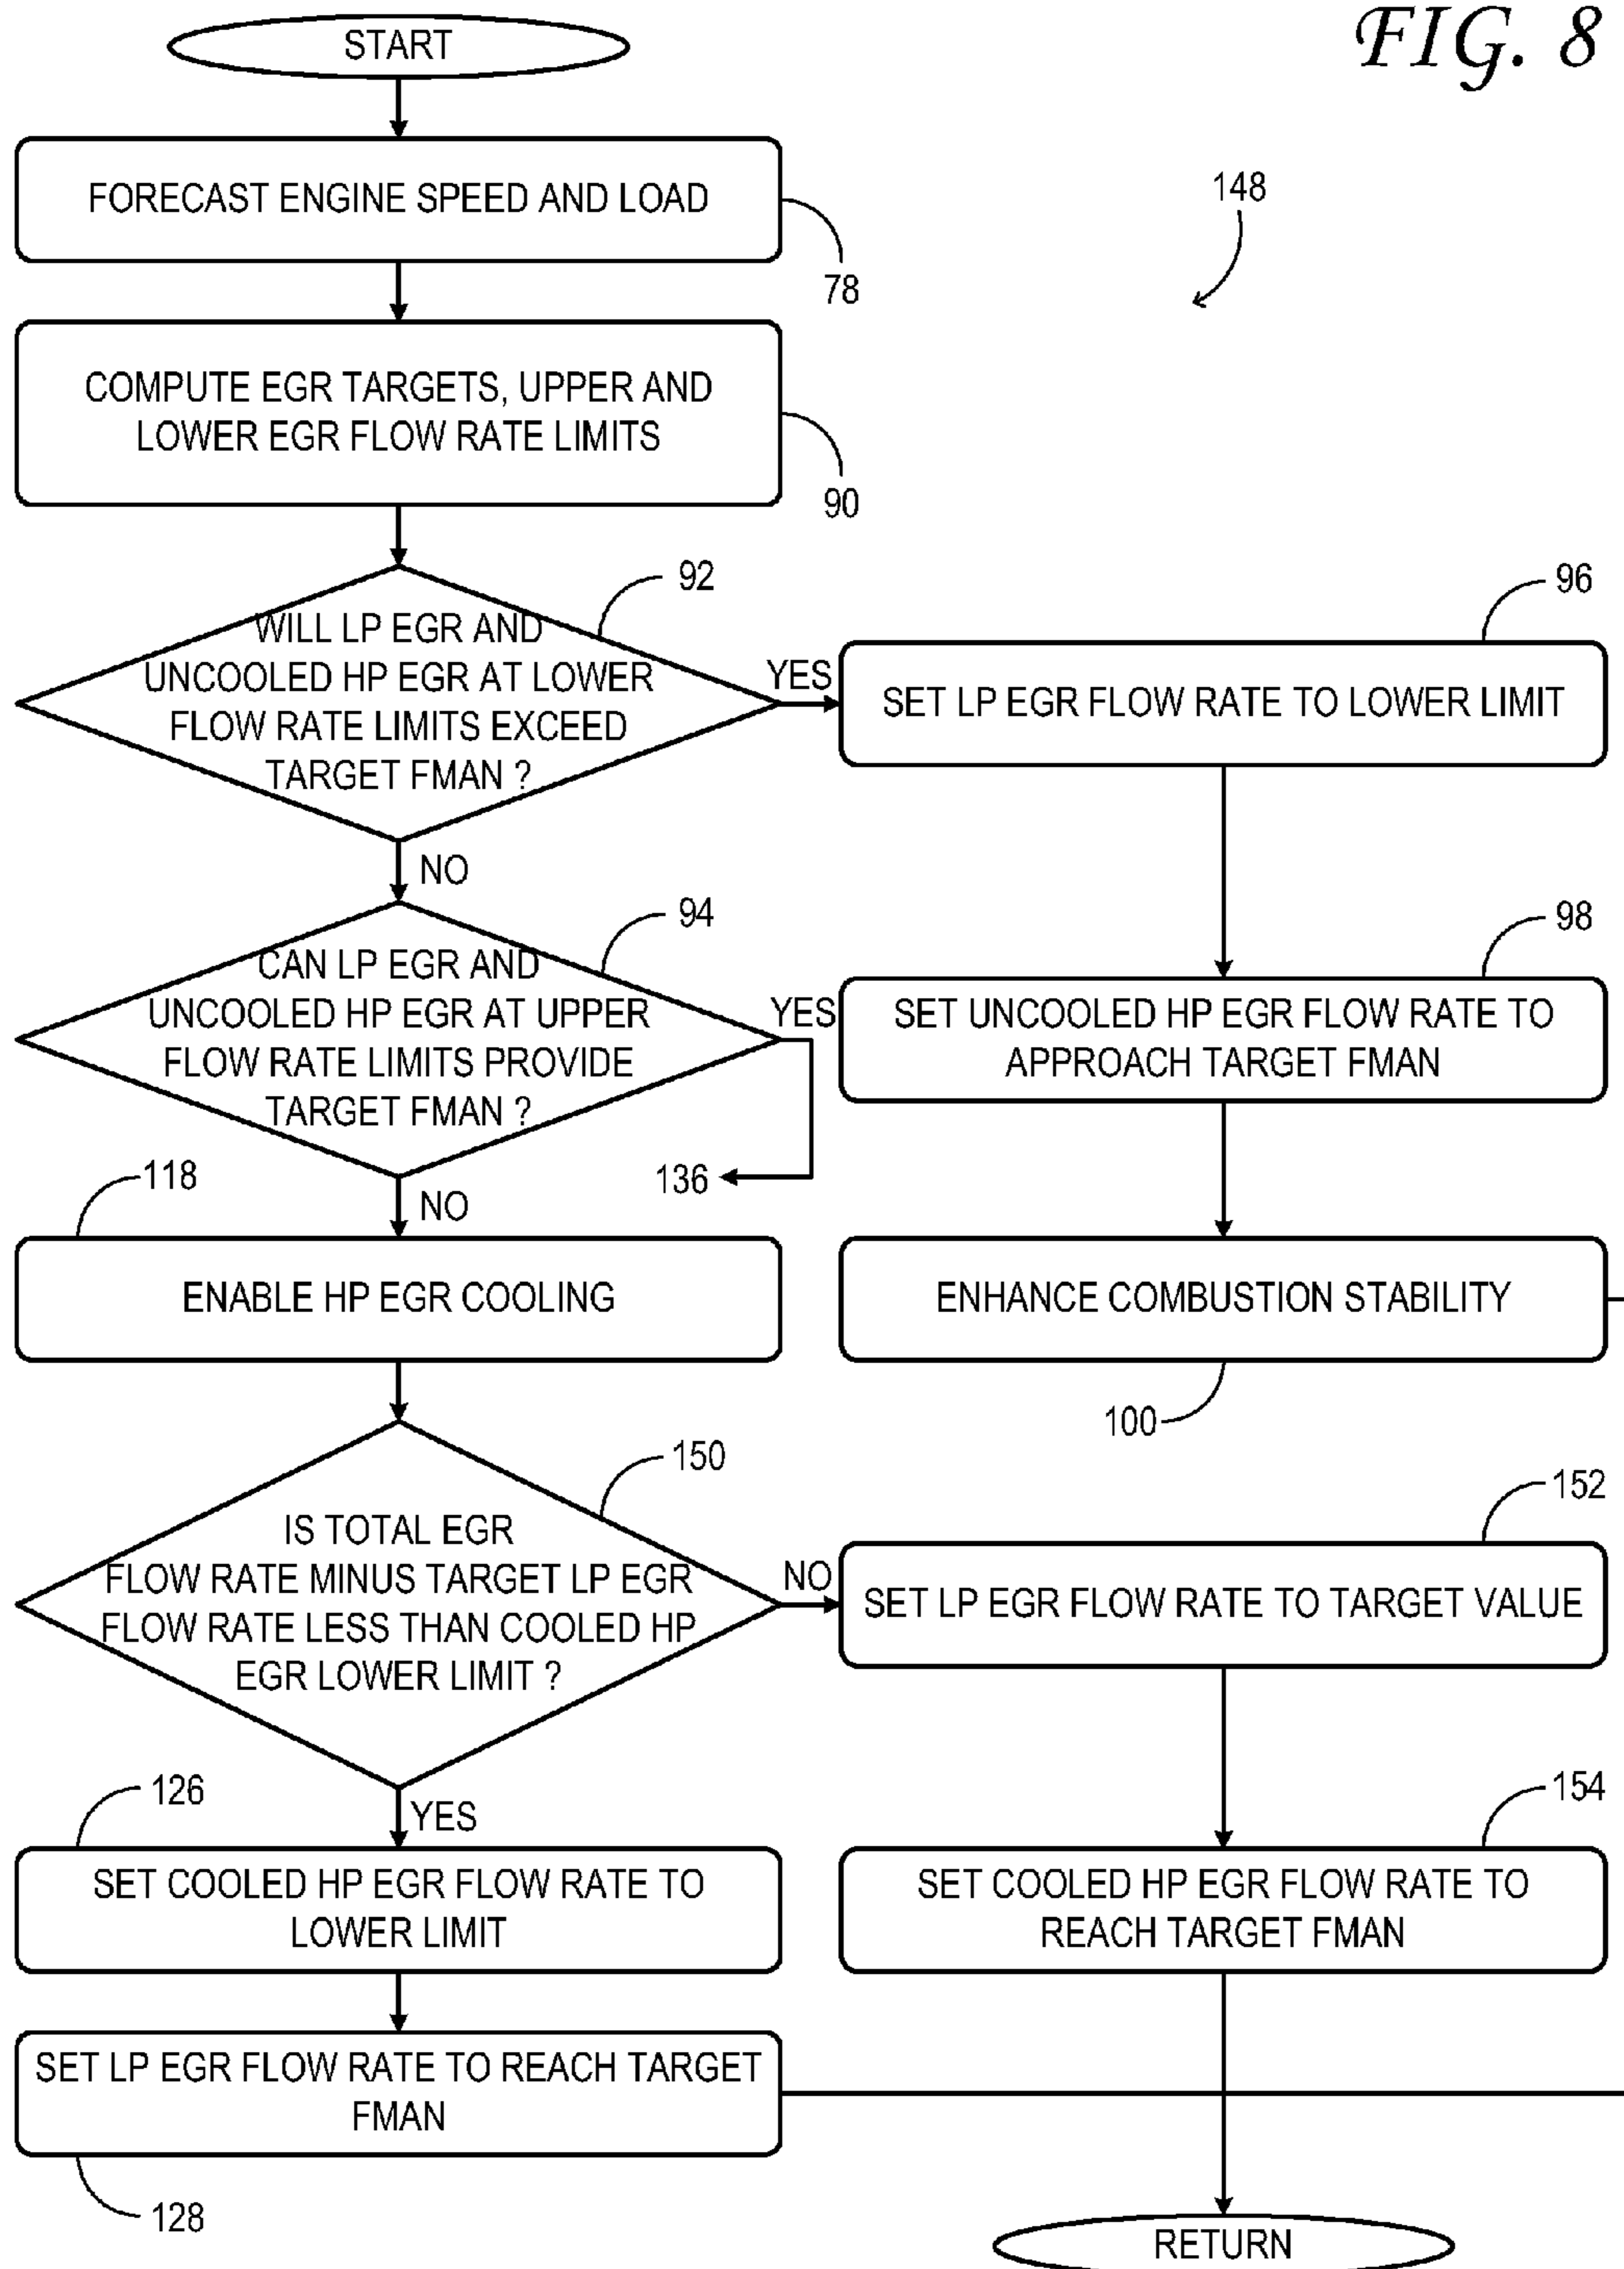 FIG. 8
START
FORECAST ENGINE SPEED AND LOAD
148
78
COMPUTE EGR TARGETS, UPPER AND
LOWER EGR FLOW RATE LIMITS
90
92
WILL LP EGR AND
UNCOOLED HP EGR AT LOWER
FLOW RATE LIMITS EXCEED
TARGET FMAN ?
YES
96
SET LP EGR FLOW RATE TO LOWER LIMIT
NO
94
CAN LP EGR AND
UNCOOLED HP EGR AT UPPER
FLOW RATE LIMITS PROVIDE
TARGET FMAN ?
YES
136
98
SET UNCOOLED HP EGR FLOW RATE TO
APPROACH TARGET FMAN
118
NO
ENABLE HP EGR COOLING
ENHANCE COMBUSTION STABILITY
100
150
IS TOTAL EGR
FLOW RATE MINUS TARGET LP EGR
FLOW RATE LESS THAN COOLED HP
EGR LOWER LIMIT ?
NO
152
SET LP EGR FLOW RATE TO TARGET VALUE
126
YES
SET COOLED HP EGR FLOW RATE TO
LOWER LIMIT
154
SET COOLED HP EGR FLOW RATE TO
REACH TARGET FMAN
SET LP EGR FLOW RATE TO REACH TARGET
FMAN
128
RETURN